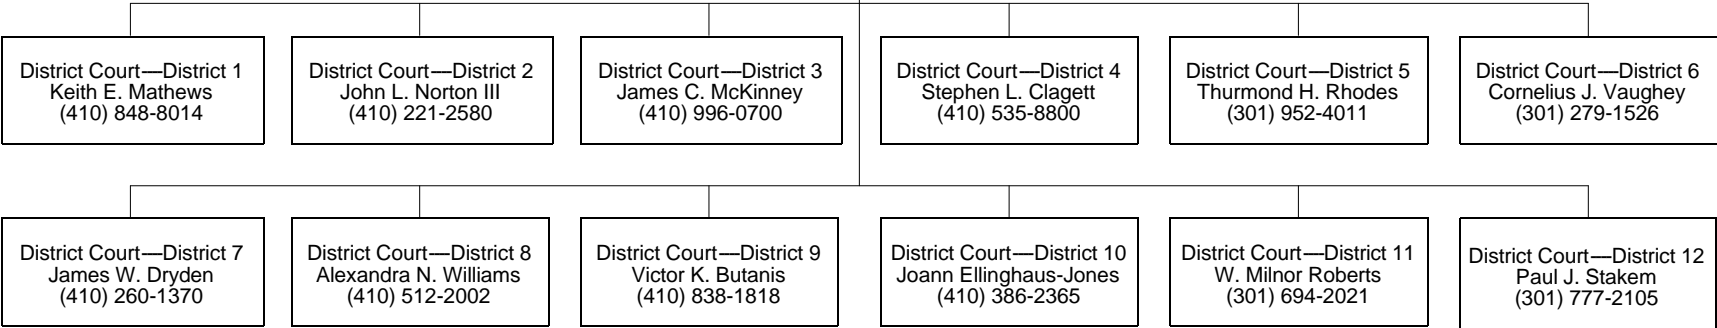 District Court—District 1
Keith E. Mathews
(410) 848-8014
District Court—District 2
John L. Norton III
(410) 221-2580
District Court—District 3
James C. McKinney
(410) 996-0700
District Court—District 4
Stephen L. Clagett
(410) 535-8800
District Court—District 5
Thurmond H. Rhodes
(301) 952-4011
District Court—District 6
Cornelius J. Vaughey
(301) 279-1526
District Court—District 7
James W. Dryden
(410) 260-1370
District Court—District 8
Alexandra N. Williams
(410) 512-2002
District Court—District 9
Victor K. Butanis
(410) 838-1818
District Court—District 10
Joann Ellinghaus-Jones
(410) 386-2365
District Court—District 11
W. Milnor Roberts
(301) 694-2021
District Court—District 12
Paul J. Stakem
(301) 777-2105